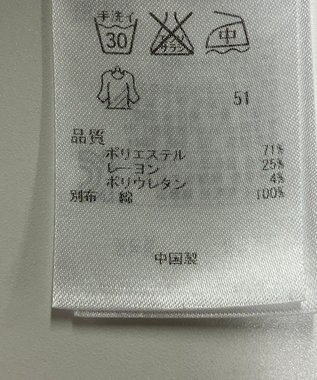 手洗イ
30
中
51
品質
ポリエステル 71%
レーヨン 25%
ポリウレタン 4%
別布 綿 100%
中国製